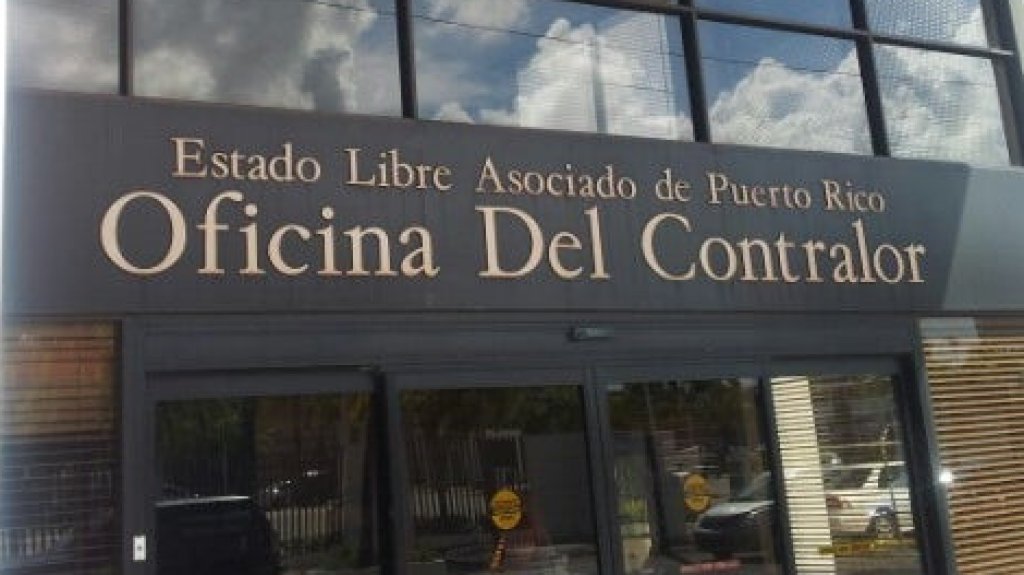 Estado Libre Asociado de Puerto Rico
Oficina Del Contralor